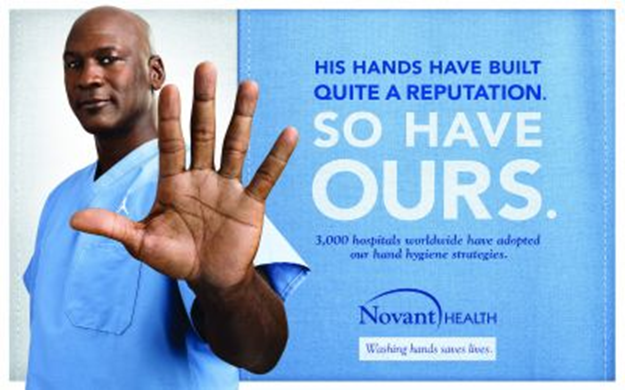 HIS HANDS HAVE BUILT
QUITE A REPUTATION.
SO HAVE
OURS.
3,000 hospitals worldwide have adopted
our hand hygiene strategies.
Novant HEALTH
Washing hands saves lives.